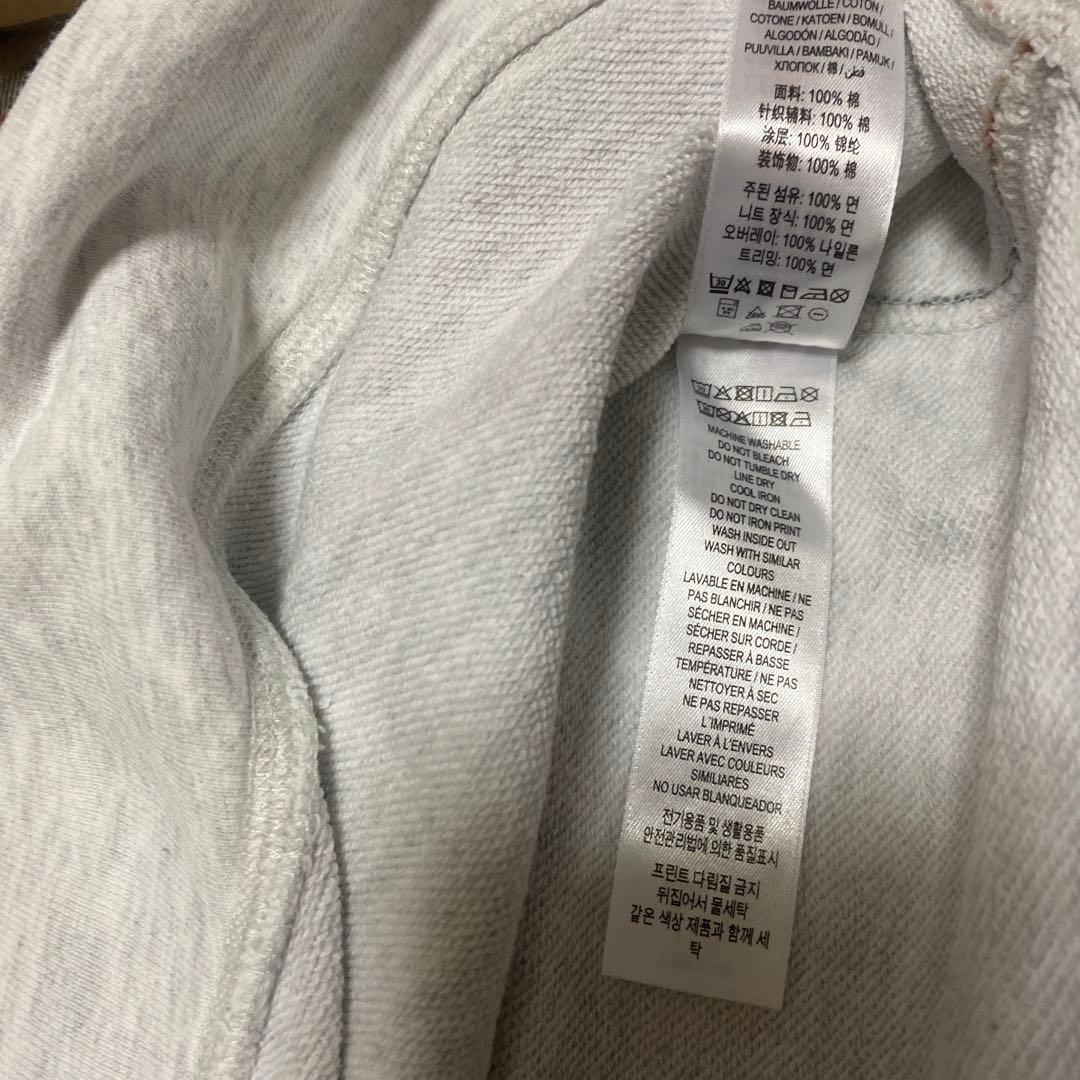 BAUMWOLLE / COTON /
COTONE / KATOEN / BOMULL /
ALGODÓN / ALGODÃO /
PUUVILLA / BAMBAKI / PAMUK /
ХЛОПОК / 棉 / قطن
面料: 100% 棉
针织辅料: 100% 棉
涂层: 100% 锦纶
装饰物: 100% 棉
주된 섬유: 100% 면
니트 장식: 100% 면
오버레이: 100% 나일론
트리밍: 100% 면
30
30
30
MACHINE WASHABLE
DO NOT BLEACH
DO NOT TUMBLE DRY
LINE DRY
COOL IRON
DO NOT DRY CLEAN
DO NOT IRON PRINT
WASH INSIDE OUT
WASH WITH SIMILAR
COLOURS
LAVABLE EN MACHINE / NE
PAS BLANCHIR / NE PAS
SÉCHER EN MACHINE /
SÉCHER SUR CORDE /
REPASSER À BASSE
TEMPÉRATURE / NE PAS
NETTOYER À SEC
NE PAS REPASSER
L'IMPRIMÉ
LAVER À L'ENVERS
LAVER AVEC COULEURS
SIMILIARES
NO USAR BLANQUEADOR
전기용품 및 생활용품
안전관리법에 의한 품질표시
프린트 다림질 금지
뒤집어서 물세탁
같은 색상 제품과 함께 세
탁